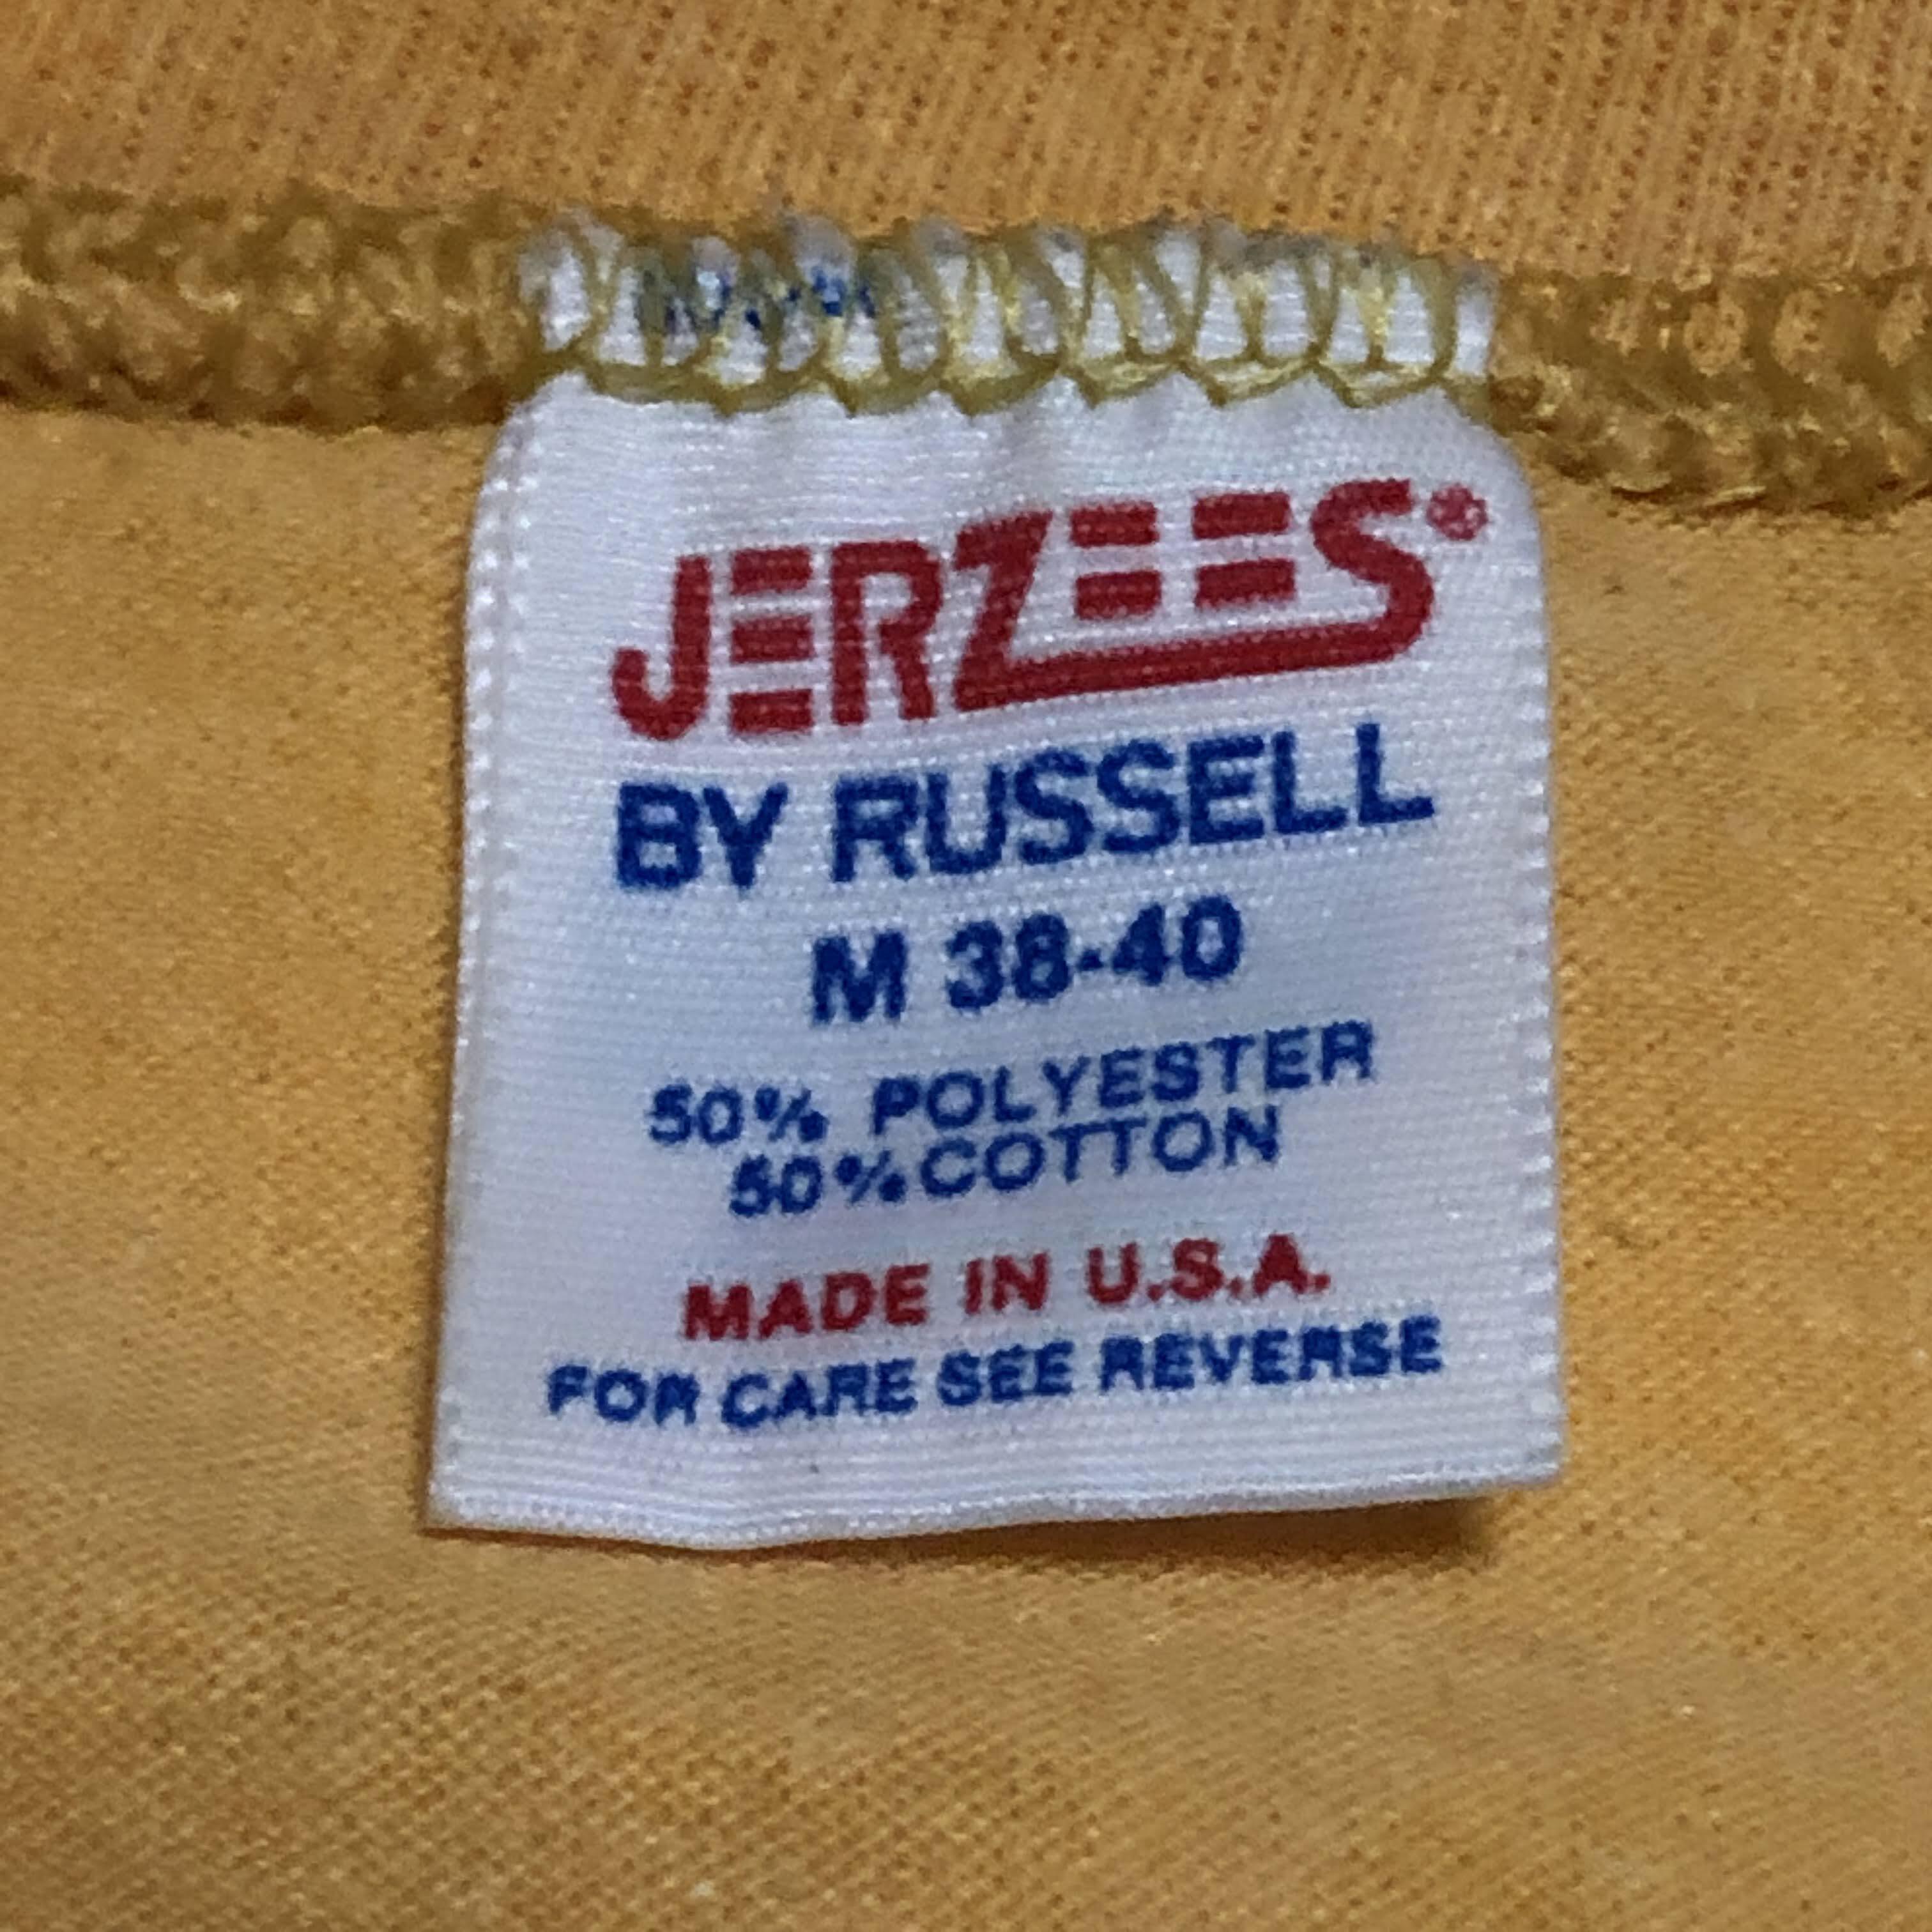 JERZEES®
BY RUSSELL
M 38-40
50% POLYESTER
50% COTTON
MADE IN U.S.A.
FOR CARE SEE REVERSE